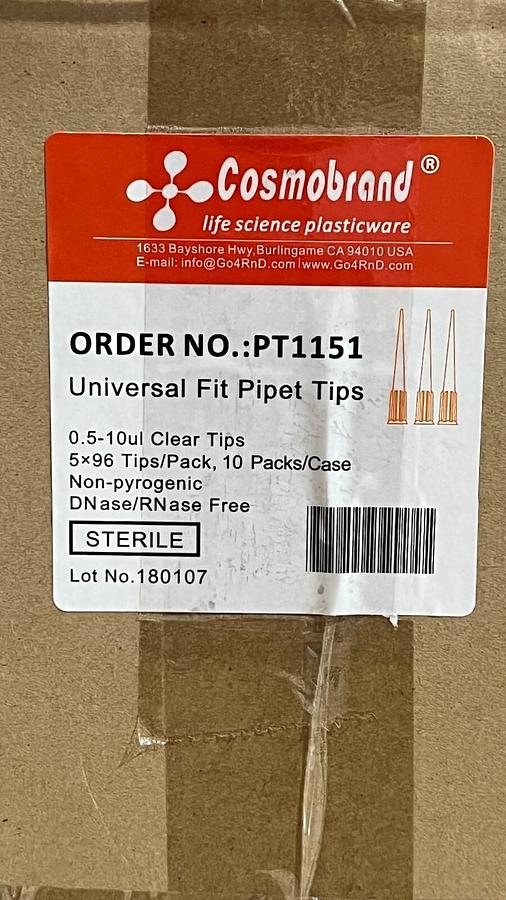 Cosmobrand ®
life science plasticware
1633 Bayshore Hwy,Burlingame CA 94010 USA
E-mail: info@Go4RnD.com|www.Go4RnD.com
ORDER NO.:PT1151
Universal Fit Pipet Tips
0.5-10ul Clear Tips
5×96 Tips/Pack, 10 Packs/Case
Non-pyrogenic
DNase/RNase Free
STERILE
Lot No.180107